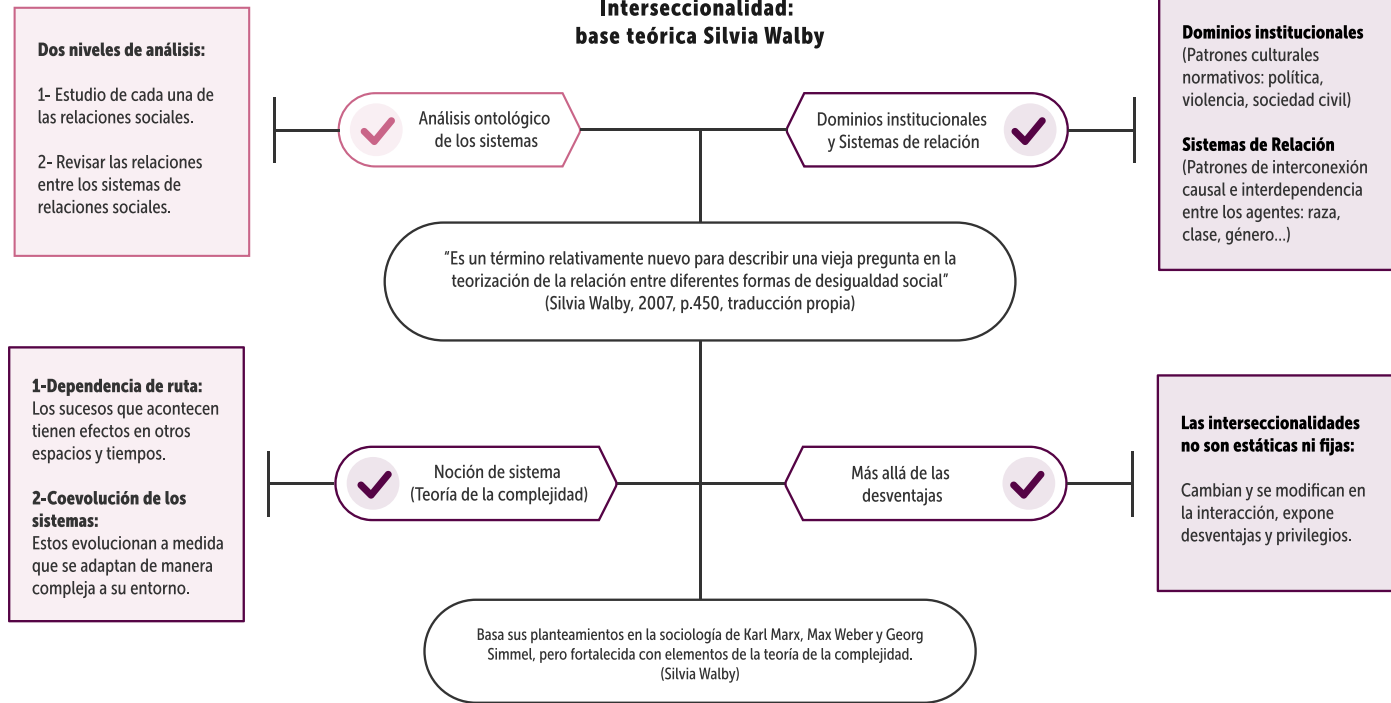 Interseccionalidad:
base teórica Silvia Walby
Dos niveles de análisis:
1- Estudio de cada una de
las relaciones sociales.
2- Revisar las relaciones
entre los sistemas de
relaciones sociales.
Análisis ontológico
de los sistemas
Dominios institucionales
y Sistemas de relación
Dominios institucionales
(Patrones culturales
normativos: política,
violencia, sociedad civil)
Sistemas de Relación
(Patrones de interconexión
causal e interdependencia
entre los agentes: raza,
clase, género...)
"Es un término relativamente nuevo para describir una vieja pregunta en la
teorización de la relación entre diferentes formas de desigualdad social”
(Silvia Walby, 2007, p.450, traducción propia)
1-Dependencia de ruta:
Los sucesos que acontecen
tienen efectos en otros
espacios y tiempos.
2-Coevolución de los
sistemas:
Estos evolucionan a medida
que se adaptan de manera
compleja a su entorno.
Noción de sistema
(Teoría de la complejidad)
Más allá de las
desventajas
Las interseccionalidades
no son estáticas ni fijas:
Cambian y se modifican en
la interacción, expone
desventajas y privilegios.
Basa sus planteamientos en la sociología de Karl Marx, Max Weber y Georg
Simmel, pero fortalecida con elementos de la teoría de la complejidad.
(Silvia Walby)